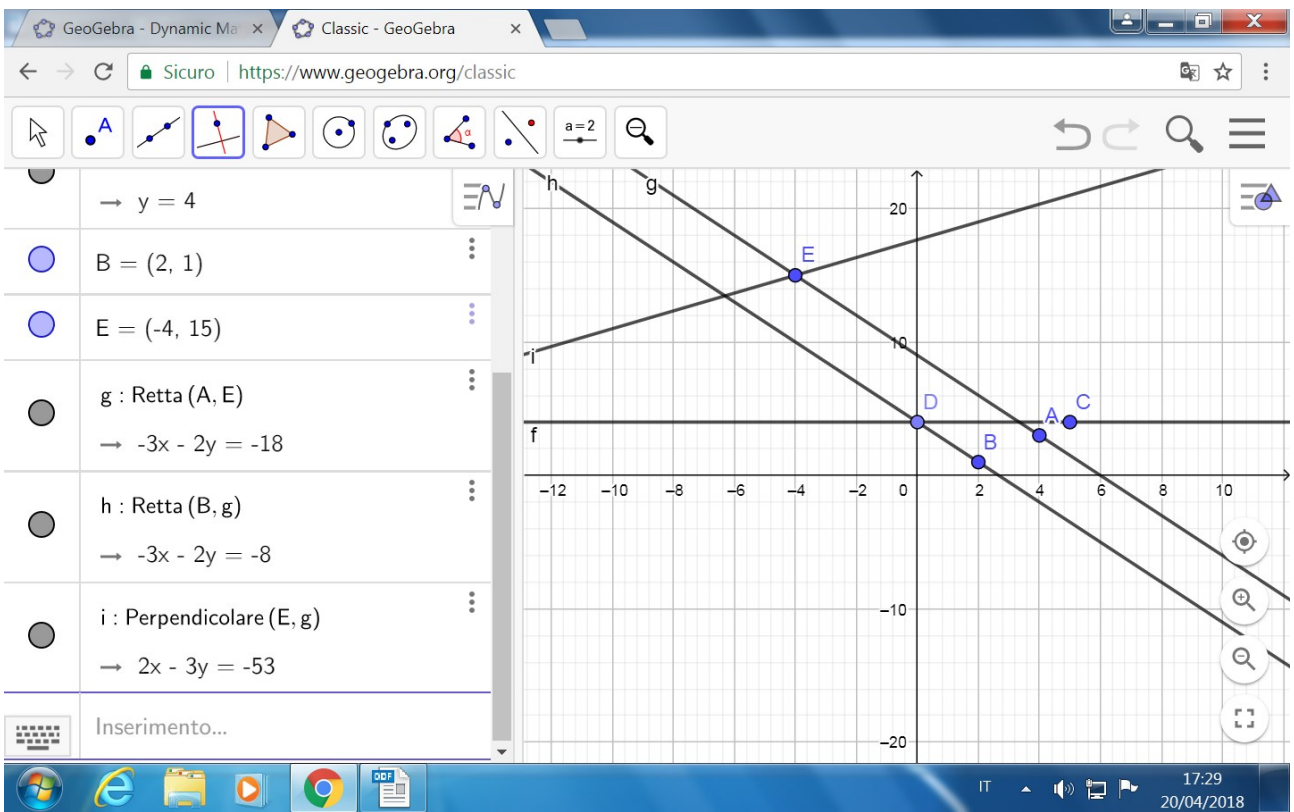 GeoGebra - Dynamic Ma
Classic - GeoGebra
Sicuro | https://www.geogebra.org/classic
A
α
a = 2
→ y = 4
B = (2, 1)
E = (-4, 15)
g : Retta (A, E)
→ -3x - 2y = -18
h : Retta (B, g)
→ -3x - 2y = -8
i : Perpendicolare (E, g)
→ 2x - 3y = -53
Inserimento...
h
g
20
E
10
i
D
A
C
f
B
−12 −10 −8 −6 −4 −2 0 2 4 6 8 10
−10
−20
PDF
IT
17:29
20/04/2018